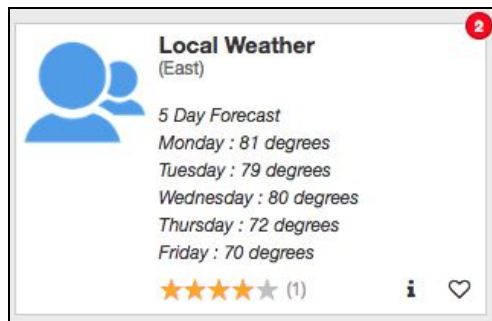 2
Local Weather
(East)
5 Day Forecast
Monday : 81 degrees
Tuesday : 79 degrees
Wednesday : 80 degrees
Thursday : 72 degrees
Friday : 70 degrees
(1)